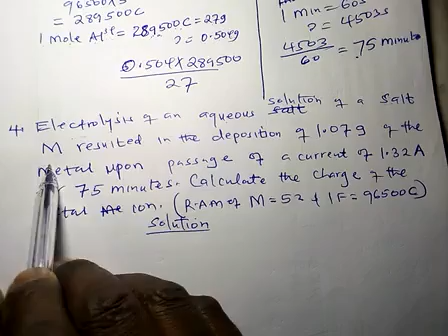 96500x3
= 289500C
1 mole Al³⁺ = 289500C = 27g
? = 0.504g
0.504 x 289500
27
1 min = 60s
? = 4503s
4503
60
= 75 minute
4. Electrolysis of an aqueous solution of a salt
M resulted in the deposition of 1.07g of the
metal upon passage of a current of 1.32A
75 minutes. Calculate the charge of the
ion. (R.A.M of M = 52 & 1F = 96500C)
Solution